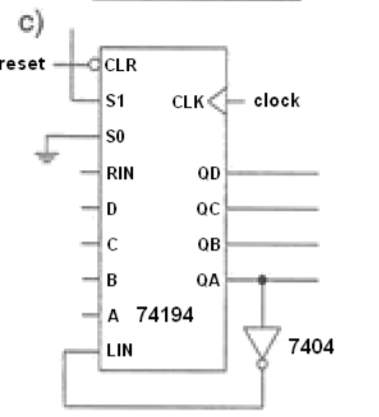 c)
reset
CLR
S1
CLK
clock
S0
RIN
QD
D
QC
C
QB
B
QA
A
74194
LIN
7404